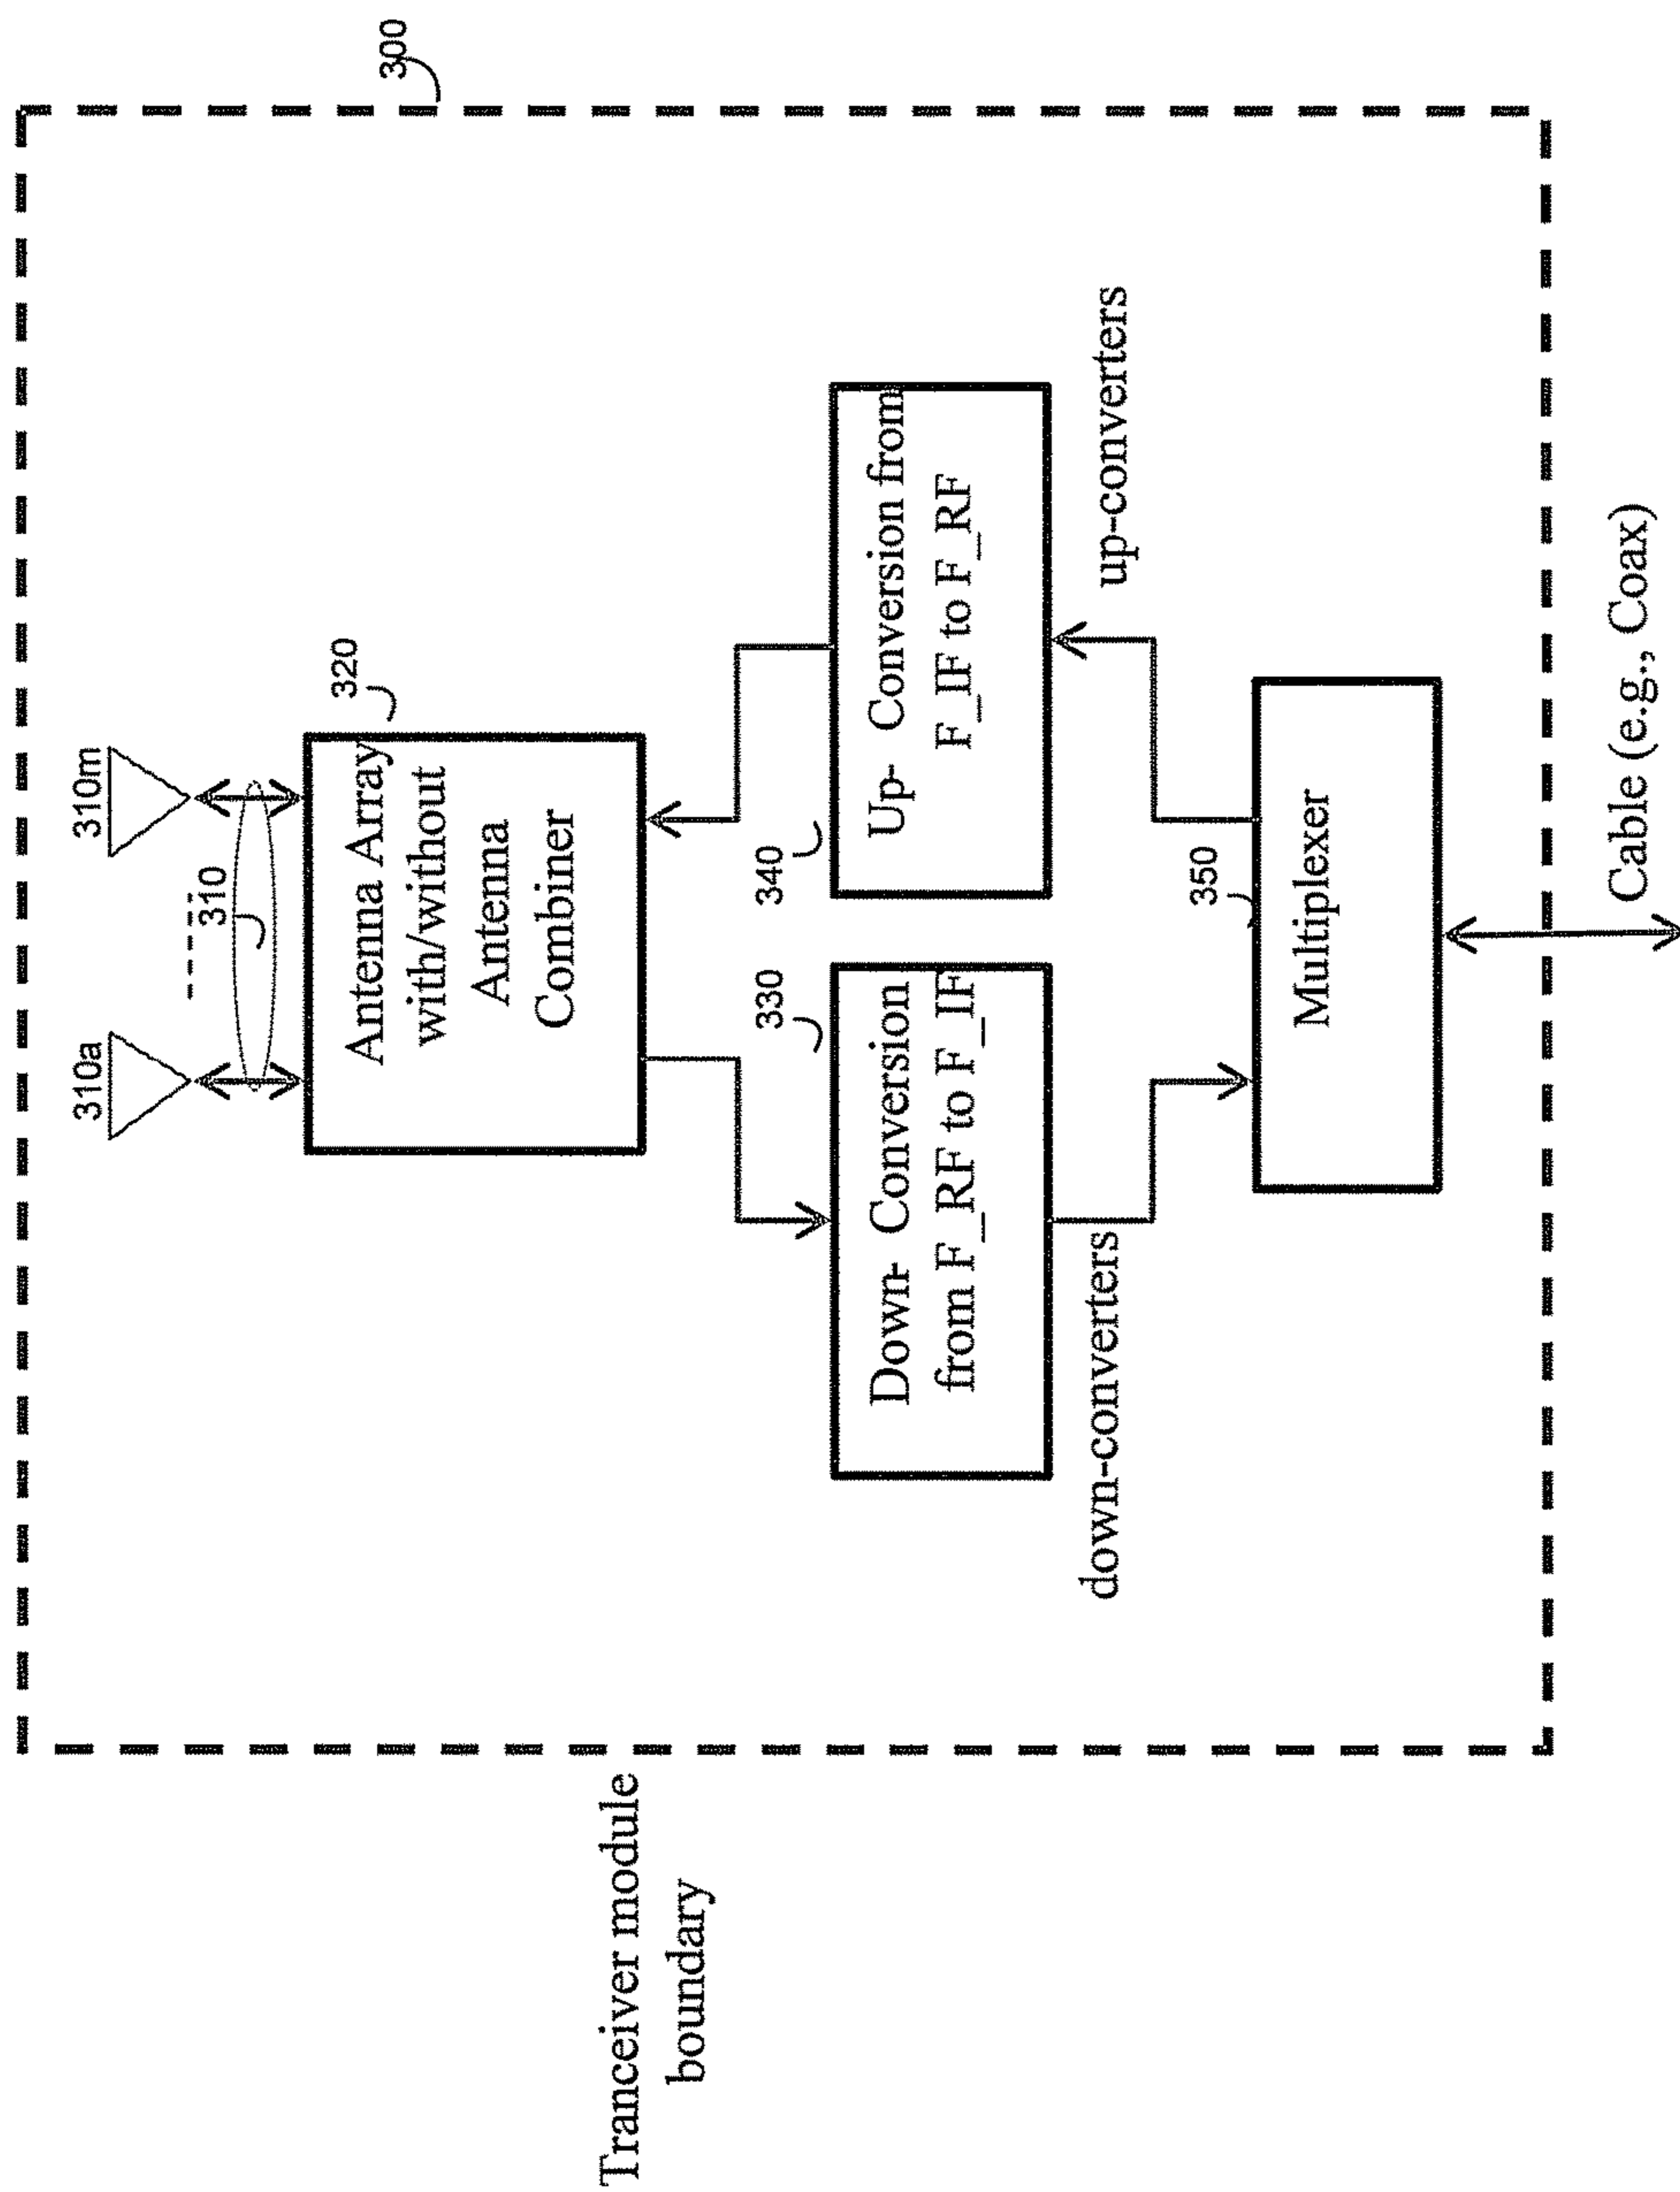 300
310a
310m
310
320
Antenna Array
with/without
Antenna
Combiner
Tranceiver module
boundary
330
340
Down- Conversion
from F_RF to F_IF
Up- Conversion from
F_IF to F_RF
down-converters
up-converters
350
Multiplexer
Cable (e.g., Coax)